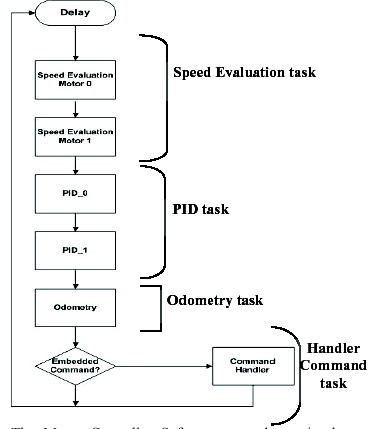 Delay
Speed Evaluation
Motor 0
Speed Evaluation task
Speed Evaluation
Motor 1
PID_0
PID task
PID_1
Odometry
Odometry task
Embedded
Command?
Command
Handler
Handler
Command
task